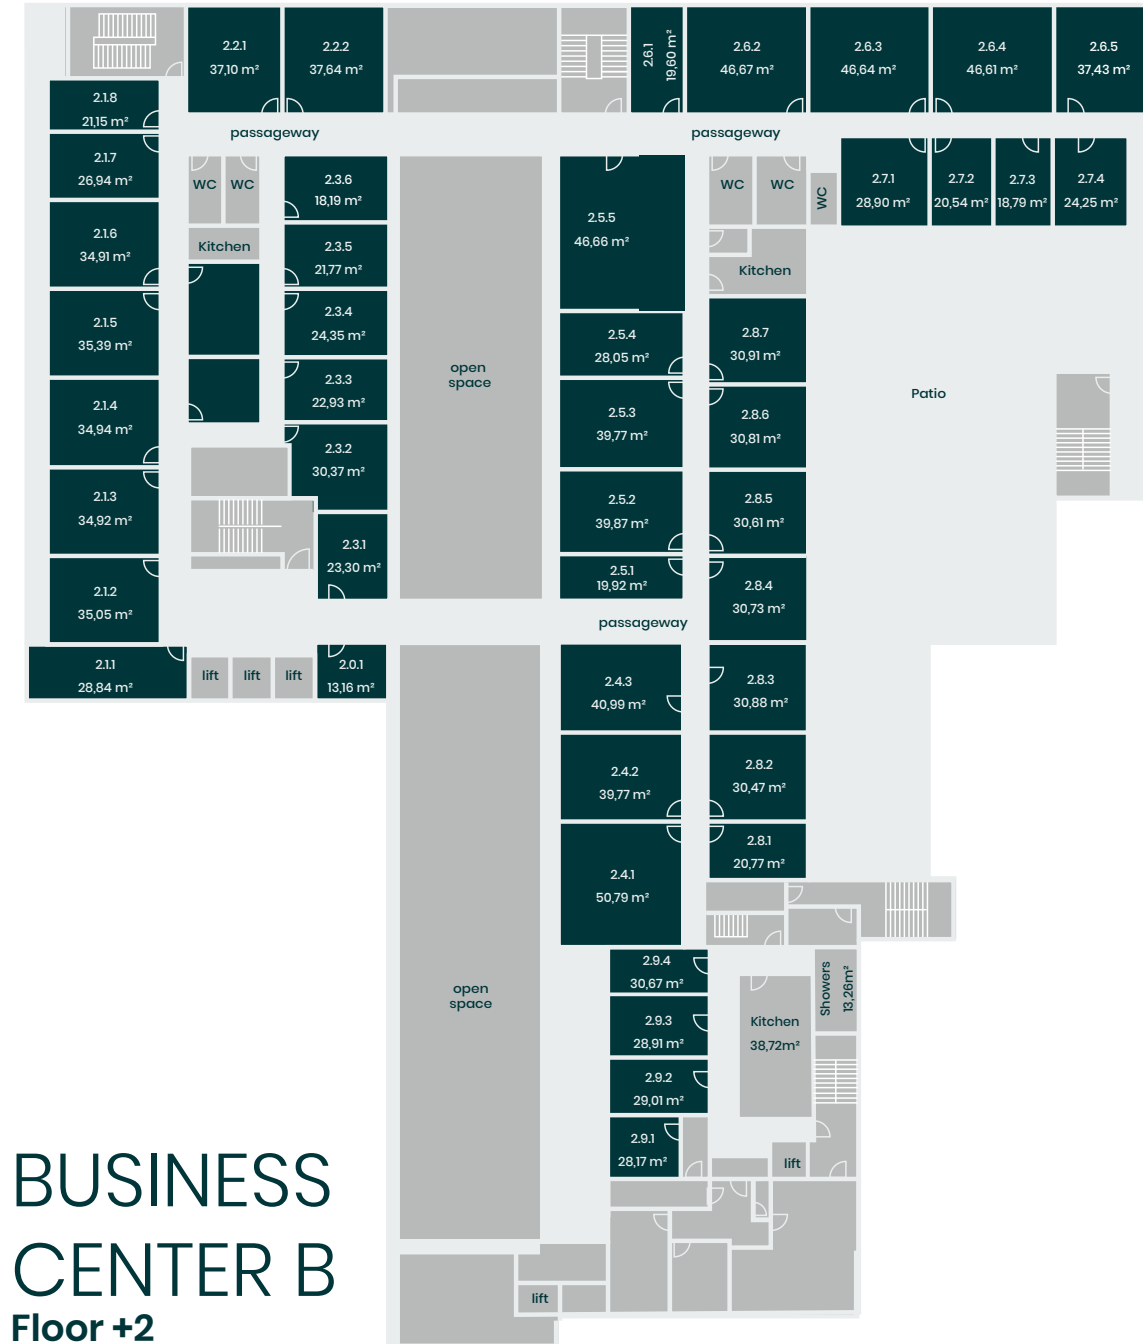 2.2.1
37,10 m²
2.2.2
37,64 m²
2.6.1
19,60 m²
2.6.2
46,67 m²
2.6.3
46,64 m²
2.6.4
46,61 m²
2.6.5
37,43 m²
2.1.8
21,15 m²
passageway
passageway
2.1.7
26,94 m²
WC
WC
2.3.6
18,19 m²
2.5.5
46,66 m²
WC
WC
WC
2.7.1
28,90 m²
2.7.2
20,54 m²
2.7.3
18,79 m²
2.7.4
24,25 m²
2.1.6
34,91 m²
Kitchen
2.3.5
21,77 m²
Kitchen
2.1.5
35,39 m²
2.3.4
24,35 m²
2.5.4
28,05 m²
2.8.7
30,91 m²
open
space
2.3.3
22,93 m²
Patio
2.1.4
34,94 m²
2.5.3
39,77 m²
2.8.6
30,81 m²
2.3.2
30,37 m²
2.1.3
34,92 m²
2.5.2
39,87 m²
2.8.5
30,61 m²
2.3.1
23,30 m²
2.5.1
19,92 m²
2.1.2
35,05 m²
2.8.4
30,73 m²
passageway
2.1.1
28,84 m²
lift
lift
lift
2.0.1
13,16 m²
2.4.3
40,99 m²
2.8.3
30,88 m²
2.4.2
39,77 m²
2.8.2
30,47 m²
2.4.1
50,79 m²
2.8.1
20,77 m²
open
space
2.9.4
30,67 m²
Showers
13,26m²
2.9.3
28,91 m²
Kitchen
38,72m²
2.9.2
29,01 m²
2.9.1
28,17 m²
lift
lift
BUSINESS
CENTER B
Floor +2